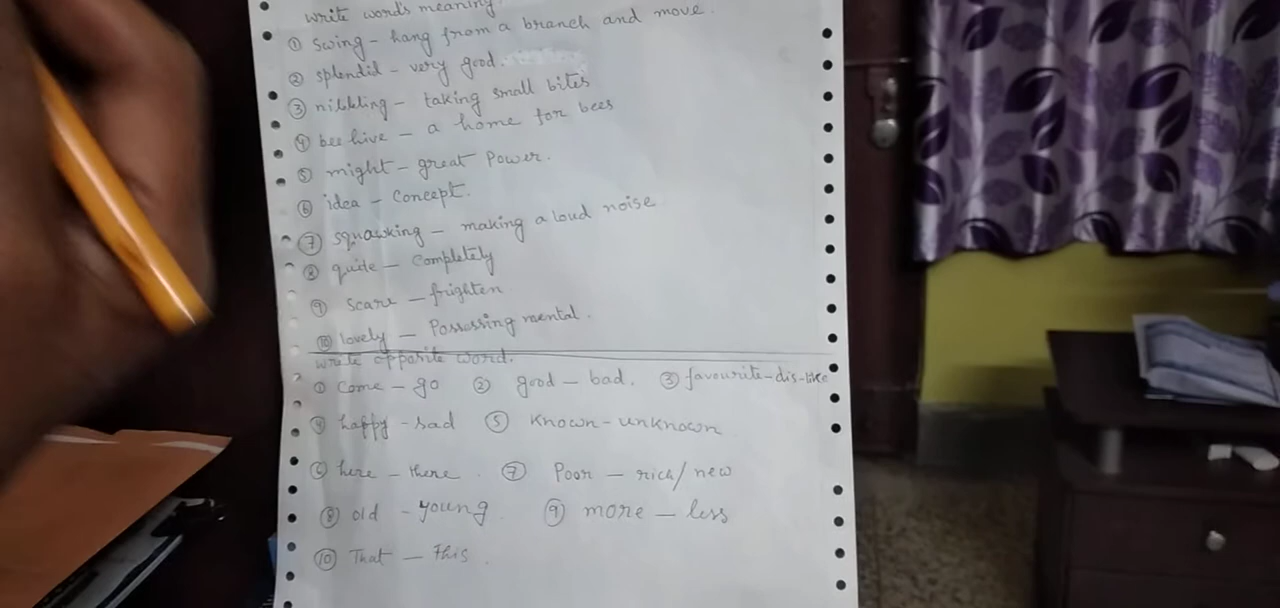 write word's meaning.
① swing – hang from a branch and move.
② splendid – very good.
③ nibbling – taking small bites
④ bee hive – a home for bees
⑤ might – great Power.
⑥ idea – Concept.
⑦ squawking – making a loud noise
⑧ quite – Completely
⑨ Scare – frighten
⑩ lovely – Possessing mental.
write opposite word.
① Come – go ② good – bad. ③ favourite – dis-like
④ happy – sad ⑤ Known – unknown
⑥ here – there. ⑦ Poor – rich/new
⑧ old – young ⑨ more – less
⑩ That – This